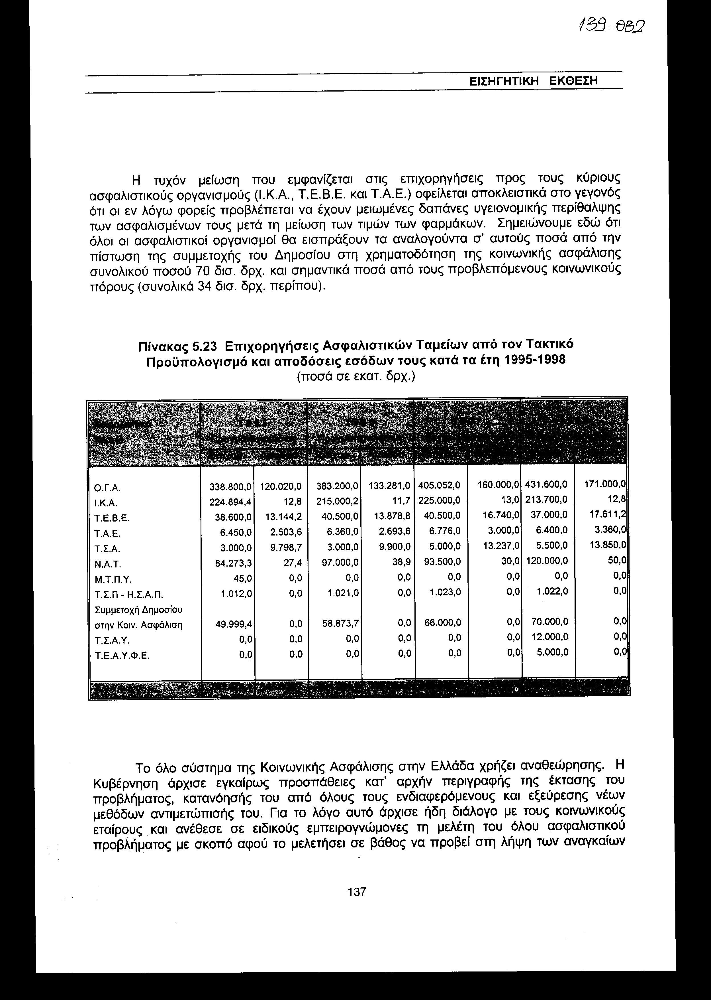 139.062
ΕΙΣΗΓΗΤΙΚΗ ΕΚΘΕΣΗ
Η τυχόν μείωση που εμφανίζεται στις επιχορηγήσεις προς τους κύριους
ασφαλιστικούς οργανισμούς (Ι.Κ.Α., Τ.Ε.Β.Ε. και Τ.Α.Ε.) οφείλεται αποκλειστικά στο γεγονός
ότι οι εν λόγω φορείς προβλέπεται να έχουν μειωμένες δαπάνες υγειονομικής περίθαλψης
των ασφαλισμένων τους μετά τη μείωση των τιμών των φαρμάκων. Σημειώνουμε εδώ ότι
όλοι οι ασφαλιστικοί οργανισμοί θα εισπράξουν τα αναλογούντα σ’ αυτούς ποσά από την
πίστωση της συμμετοχής του Δημοσίου στη χρηματοδότηση της κοινωνικής ασφάλισης
συνολικού ποσού 70 δισ. δρχ. και σημαντικά ποσά από τους προβλεπόμενους κοινωνικούς
πόρους (συνολικά 34 δισ. δρχ. περίπου).
Πίνακας 5.23 Επιχορηγήσεις Ασφαλιστικών Ταμείων από τον Τακτικό
Προϋπολογισμό και αποδόσεις εσόδων τους κατά τα έτη 1995-1998
(ποσά σε εκατ. δρχ.)
Ασφαλιστικά 1995 1996 1997
Ταμεία Πραγματοποιήσεις Πραγματοποιήσεις
Επιχορ. Αποδόσ. Επιχορ. Αποδόσ. Επιχορ.
Ο.Γ.Α. 338.800,0 120.020,0 383.200,0 133.281,0 405.052,0 160.000,0 431.600,0 171.000,0
Ι.Κ.Α. 224.894,4 12,8 215.000,2 11,7 225.000,0 13,0 213.700,0 12,8
Τ.Ε.Β.Ε. 38.600,0 13.144,2 40.500,0 13.878,8 40.500,0 16.740,0 37.000,0 17.611,2
Τ.Α.Ε. 6.450,0 2.503,6 6.360,0 2.693,6 6.776,0 3.000,0 6.400,0 3.360,0
Τ.Σ.Α. 3.000,0 9.798,7 3.000,0 9.900,0 5.000,0 13.237,0 5.500,0 13.850,0
Ν.Α.Τ. 84.273,3 27,4 97.000,0 38,9 93.500,0 30,0 120.000,0 50,0
Μ.Τ.Π.Υ. 45,0 0,0 0,0 0,0 0,0 0,0 0,0 0,0
Τ.Σ.Π - Η.Σ.Α.Π. 1.012,0 0,0 1.021,0 0,0 1.023,0 0,0 1.022,0 0,0
Συμμετοχή Δημοσίου
στην Κοιν. Ασφάλιση 49.999,4 0,0 58.873,7 0,0 66.000,0 0,0 70.000,0 0,0
Τ.Σ.Α.Υ. 0,0 0,0 0,0 0,0 0,0 0,0 12.000,0 0,0
Τ.Ε.Α.Υ.Φ.Ε. 0,0 0,0 0,0 0,0 0,0 0,0 5.000,0 0,0
Σύνολο
Το όλο σύστημα της Κοινωνικής Ασφάλισης στην Ελλάδα χρήζει αναθεώρησης. Η
Κυβέρνηση άρχισε εγκαίρως προσπάθειες κατ’ αρχήν περιγραφής της έκτασης του
προβλήματος, κατανόησής του από όλους τους ενδιαφερόμενους και εξεύρεσης νέων
μεθόδων αντιμετώπισής του. Για το λόγο αυτό άρχισε ήδη διάλογο με τους κοινωνικούς
εταίρους και ανέθεσε σε ειδικούς εμπειρογνώμονες τη μελέτη του όλου ασφαλιστικού
προβλήματος με σκοπό αφού το μελετήσει σε βάθος να προβεί στη λήψη των αναγκαίων
137